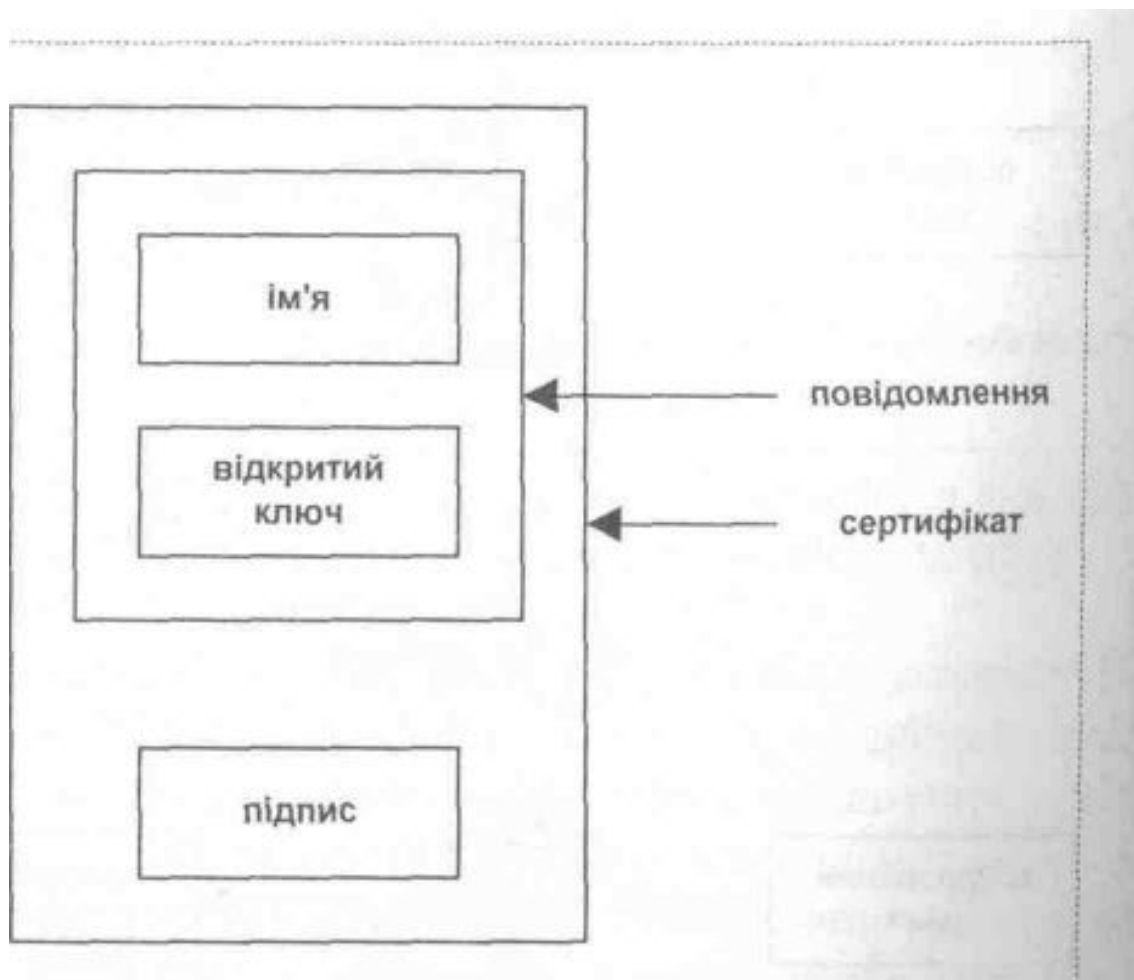 ім'я
повідомлення
відкритий
ключ
сертифікат
підпис